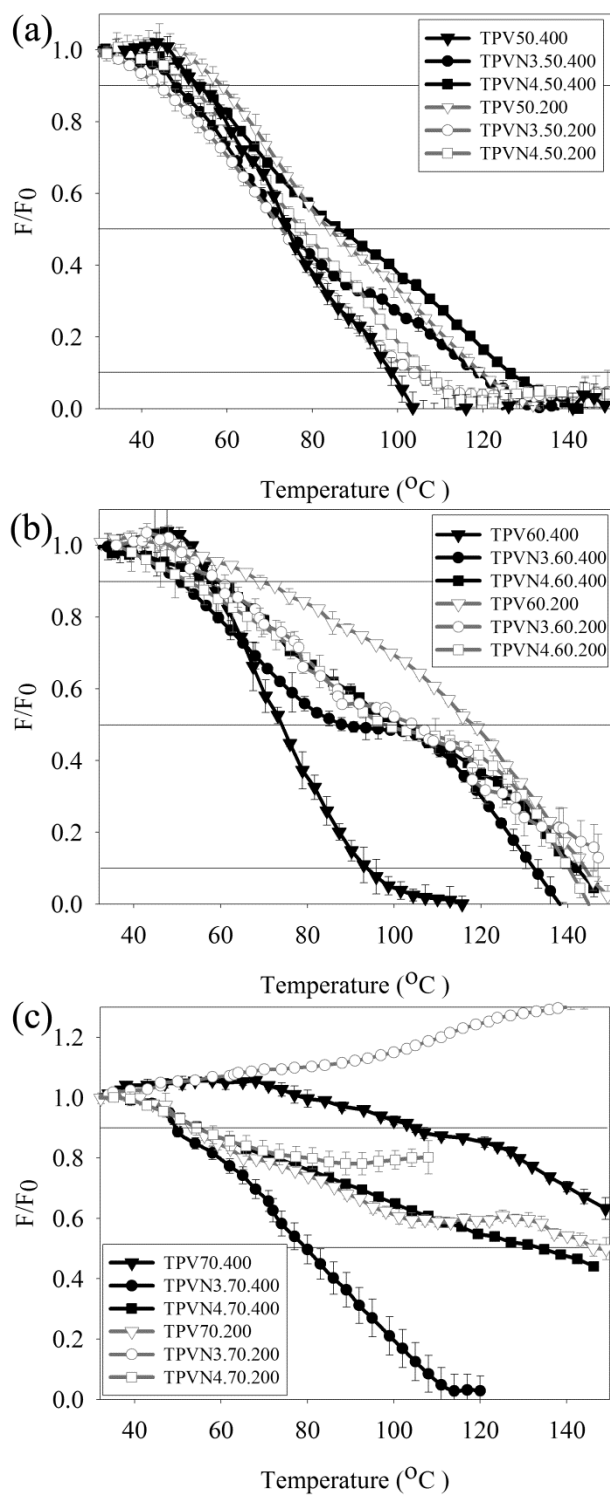 (a)
TPV50.400
TPVN3.50.400
TPVN4.50.400
TPV50.200
TPVN3.50.200
TPVN4.50.200
1.0
0.8
0.6
0.4
0.2
0.0
F/F0
40 60 80 100 120 140
Temperature (°C )
(b)
TPV60.400
TPVN3.60.400
TPVN4.60.400
TPV60.200
TPVN3.60.200
TPVN4.60.200
1.0
0.8
0.6
0.4
0.2
0.0
F/F0
40 60 80 100 120 140
Temperature (°C )
(c)
1.2
1.0
0.8
0.6
0.4
0.2
0.0
F/F0
TPV70.400
TPVN3.70.400
TPVN4.70.400
TPV70.200
TPVN3.70.200
TPVN4.70.200
40 60 80 100 120 140
Temperature (°C )